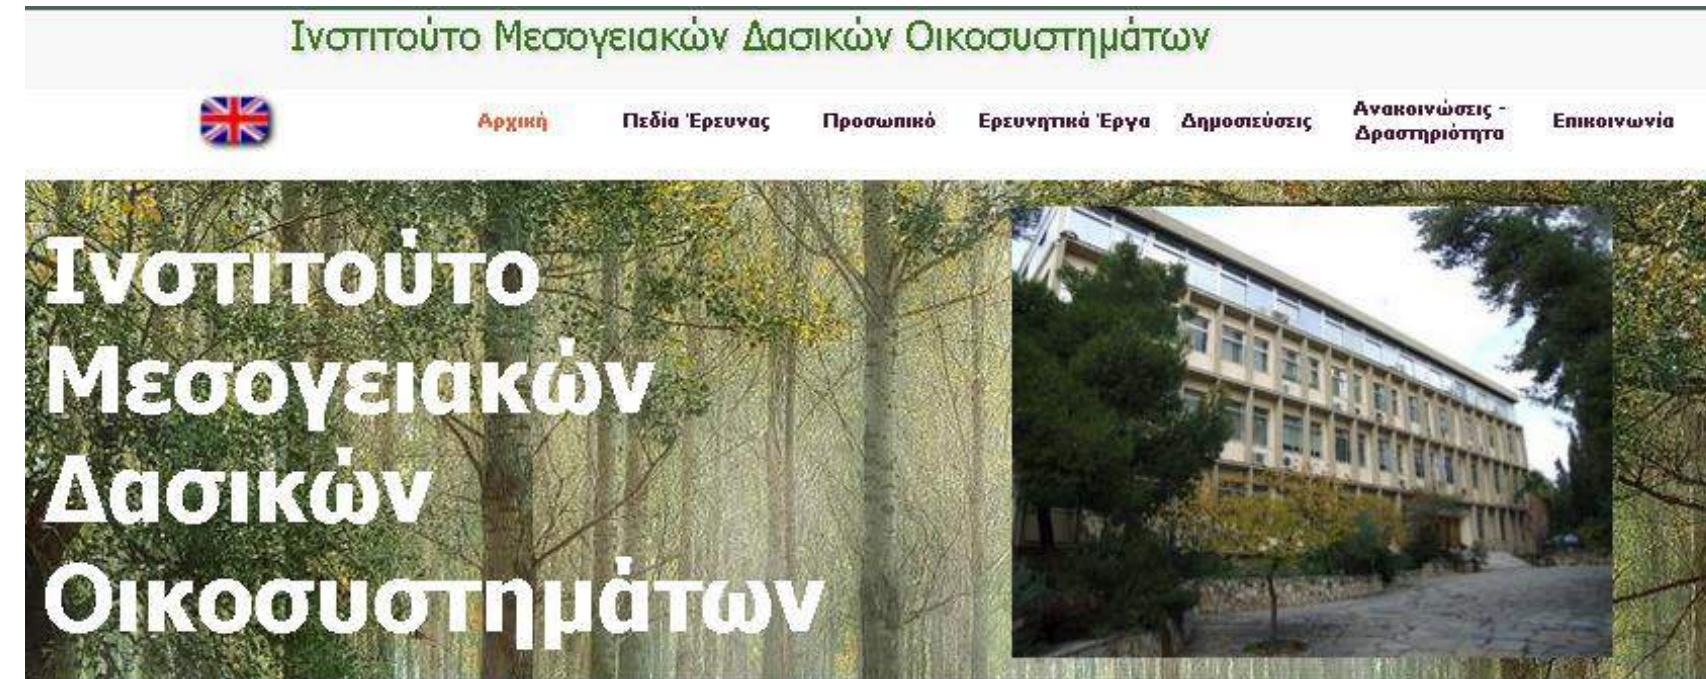 Ινστιτούτο Μεσογειακών Δασικών Οικοσυστημάτων
Αρχική Πεδία Έρευνας Προσωπικό Ερευνητικά Έργα Δημοσιεύσεις Ανακοινώσεις -
Δραστηριότητα Επικοινωνία
Ινστιτούτο
Μεσογειακών
Δασικών
Οικοσυστημάτων